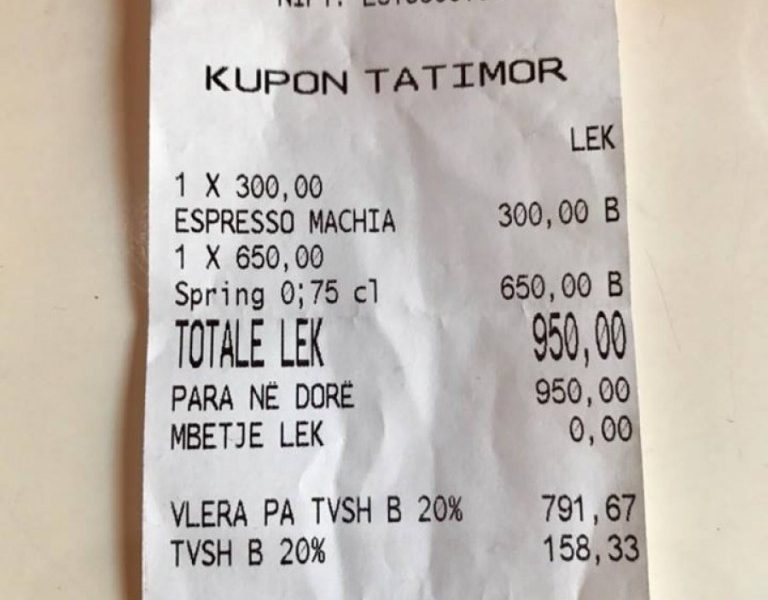 KUPON TATIMOR
LEK
1 X 300,00
ESPRESSO MACHIA 300,00 B
1 X 650,00
Spring 0;75 cl 650,00 B
TOTALE LEK 950,00
PARA NË DORË 950,00
MBETJE LEK 0,00
VLERA PA TVSH B 20% 791,67
TVSH B 20% 158,33